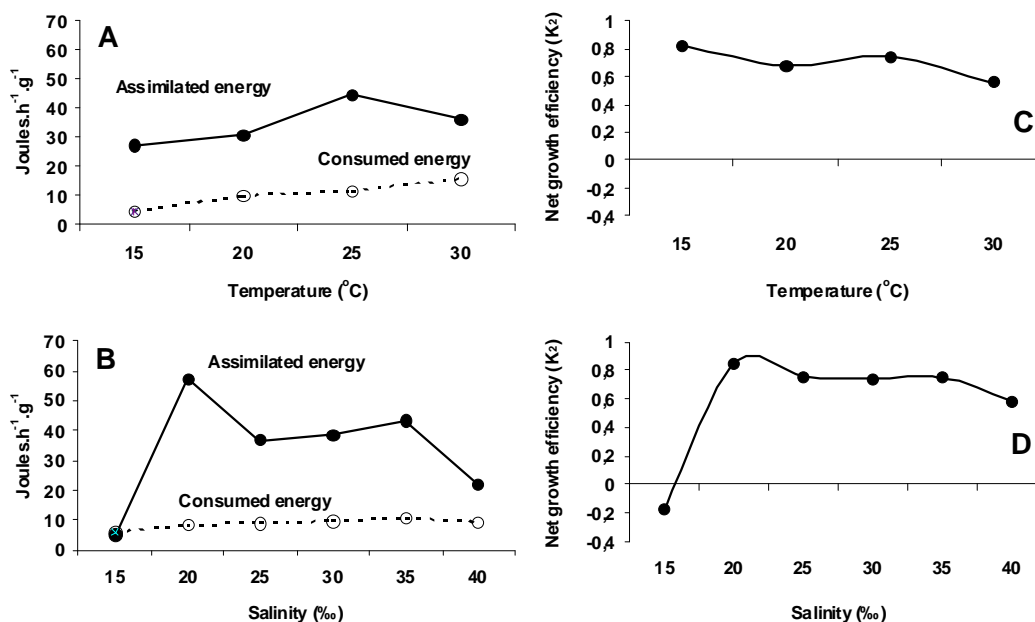 A
70
60
50
40
30
20
10
0
Joules.h⁻¹.g⁻¹
Assimilated energy
Consumed energy
15 20 25 30
Temperature (°C)
C
1
0,8
0,6
0,4
0,2
0
-0,2
-0,4
Net growth efficiency (K₂)
15 20 25 30
Temperature (°C)
B
70
60
50
40
30
20
10
0
Joules.h⁻¹.g⁻¹
Assimilated energy
Consumed energy
15 20 25 30 35 40
Salinity (‰)
D
1
0,8
0,6
0,4
0,2
0
-0,2
-0,4
Net growth efficiency (K₂)
15 20 25 30 35 40
Salinity (‰)